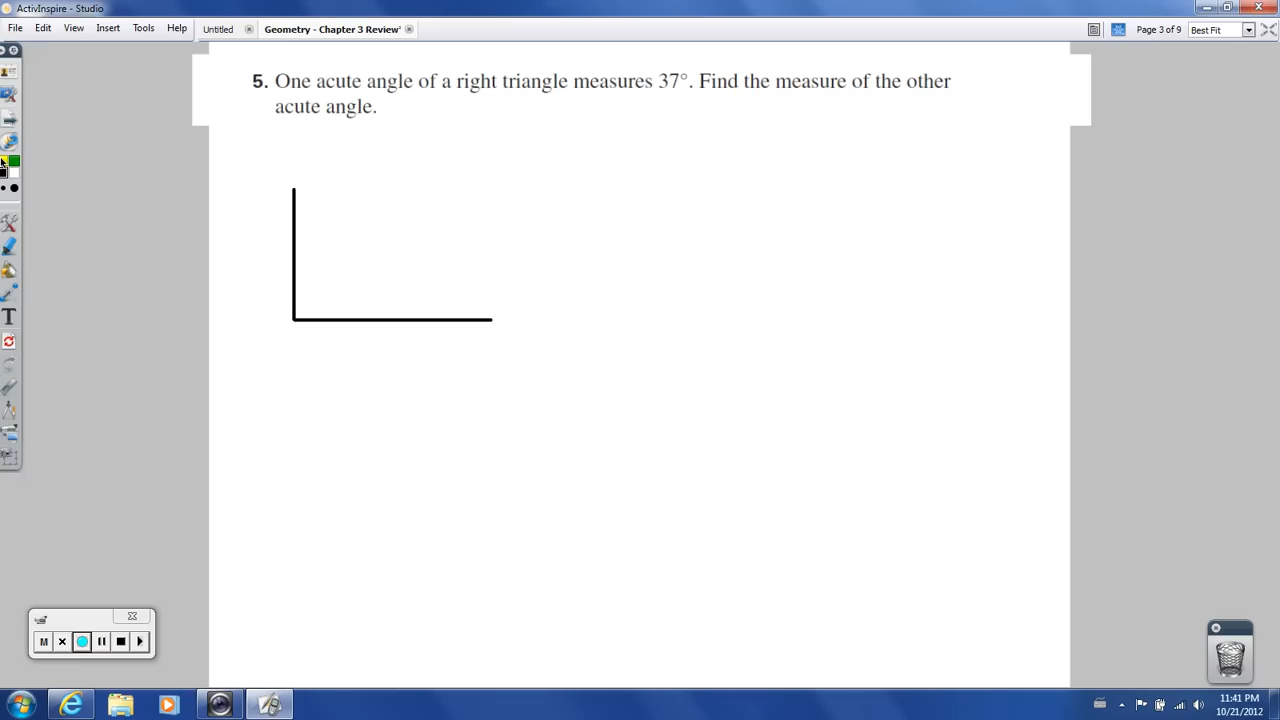 ActivInspire - Studio
File Edit View Insert Tools Help
Untitled
Geometry - Chapter 3 Review*
Page 3 of 9
Best Fit
5. One acute angle of a right triangle measures 37°. Find the measure of the other
acute angle.
T
M
11:41 PM
10/21/2012